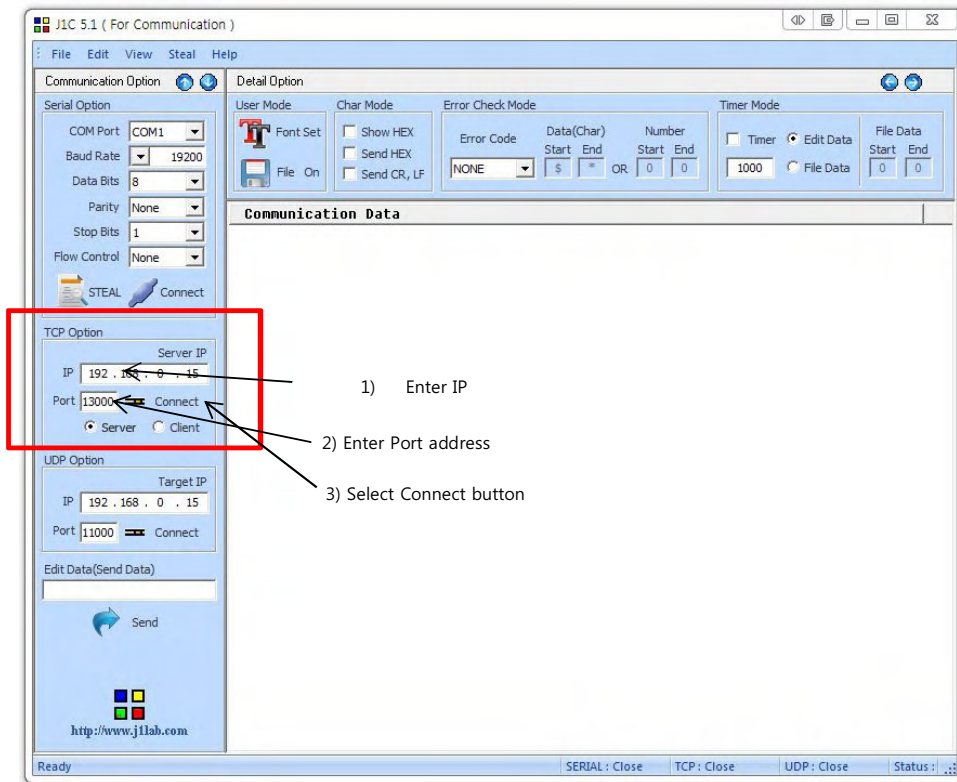 J1C 5.1 ( For Communication )
File Edit View Steal Help
Communication Option
Detail Option
Serial Option
COM Port COM1
Baud Rate 19200
Data Bits 8
Parity None
Stop Bits 1
Flow Control None
STEAL Connect
User Mode
Font Set
File On
Char Mode
Show HEX
Send HEX
Send CR, LF
Error Check Mode
Error Code
NONE
Data(Char)
Start End
$ *
OR
Number
Start End
0 0
Timer Mode
Timer
1000
Edit Data
File Data
File Data
Start End
0 0
Communication Data
TCP Option
Server IP
IP 192 . 168 . 0 . 15
Port 13000 Connect
Server Client
1) Enter IP
2) Enter Port address
3) Select Connect button
UDP Option
Target IP
IP 192 . 168 . 0 . 15
Port 11000 Connect
Edit Data(Send Data)
Send
http://www.j1lab.com
Ready
SERIAL : Close
TCP : Close
UDP : Close
Status :